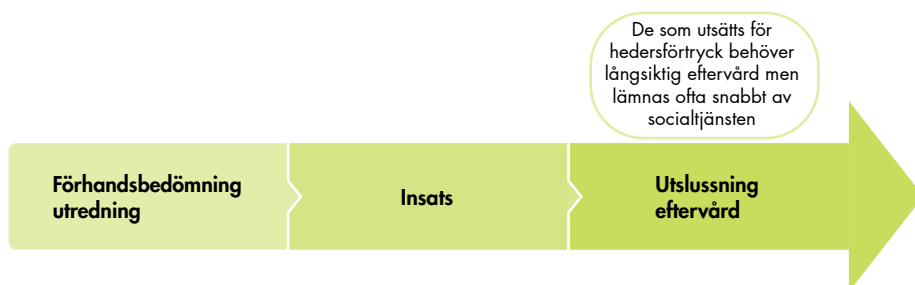 De som utsätts för
hedersförtryck behöver
långsiktig eftervård men
lämnas ofta snabbt av
socialtjänsten
Förhandsbedömning
utredning
Insats
Utslussning
eftervård